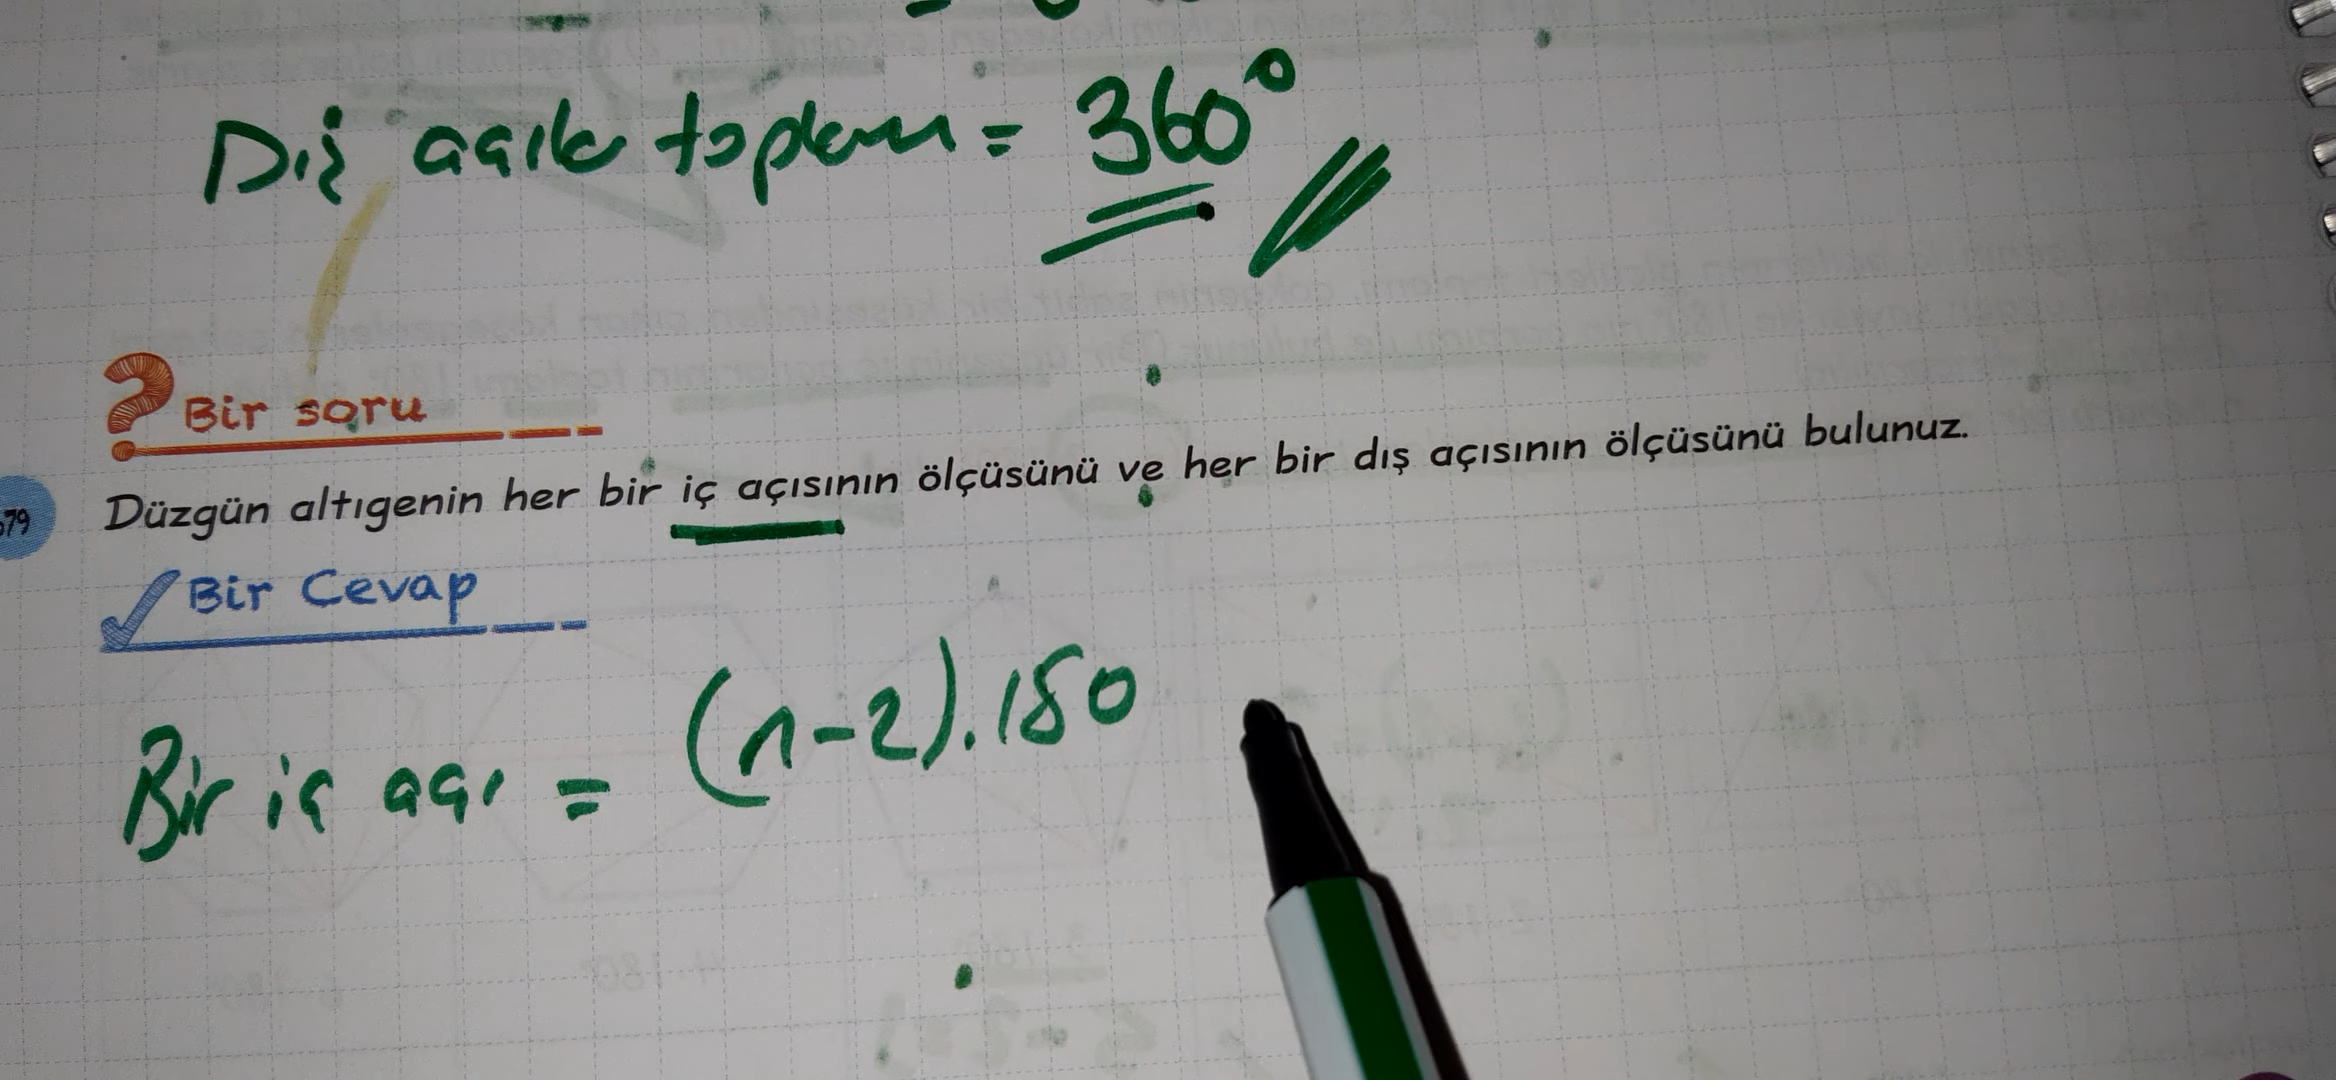 Dış açılar toplamı = 360°
? Bir soru
Düzgün altıgenin her bir iç açısının ölçüsünü ve her bir dış açısının ölçüsünü bulunuz.
Bir Cevap
Bir iç açı = (n-2).180